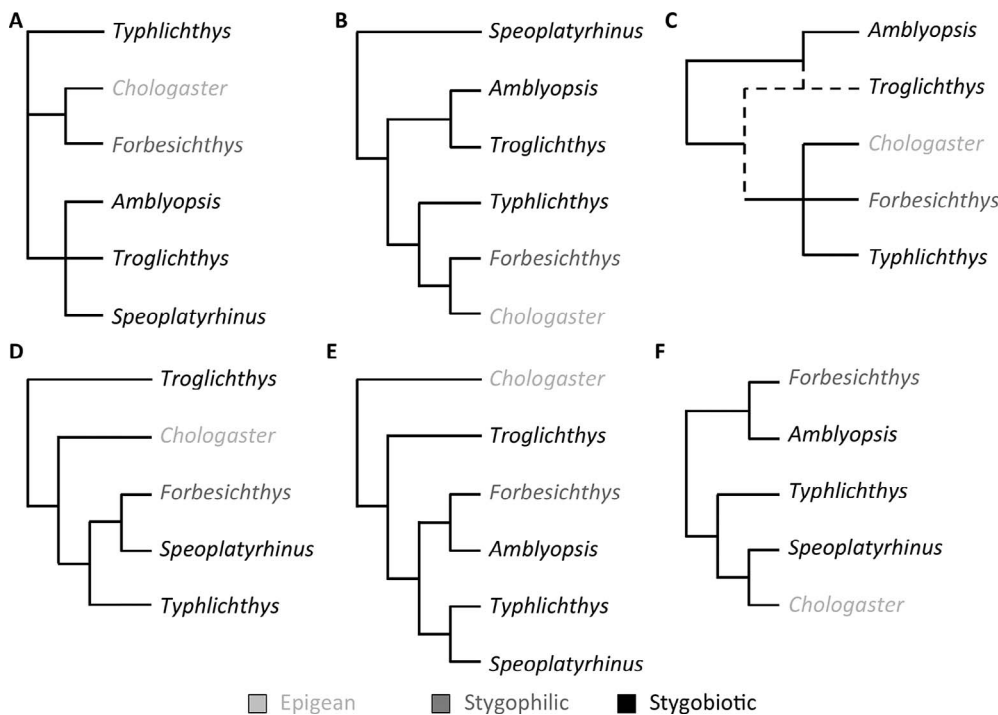 A
Typhlichthys
Chologaster
Forbesichthys
Amblyopsis
Troglichthys
Speoplatyrhinus
B
Speoplatyrhinus
Amblyopsis
Troglichthys
Typhlichthys
Forbesichthys
Chologaster
C
Amblyopsis
Troglichthys
Chologaster
Forbesichthys
Typhlichthys
D
Troglichthys
Chologaster
Forbesichthys
Speoplatyrhinus
Typhlichthys
E
Chologaster
Troglichthys
Forbesichthys
Amblyopsis
Typhlichthys
Speoplatyrhinus
F
Forbesichthys
Amblyopsis
Typhlichthys
Speoplatyrhinus
Chologaster
Epigean Stygophilic Stygobiotic